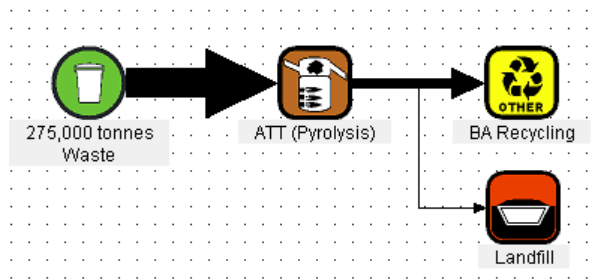 275,000 tonnes
Waste
ATT (Pyrolysis)
OTHER
BA Recycling
Landfill